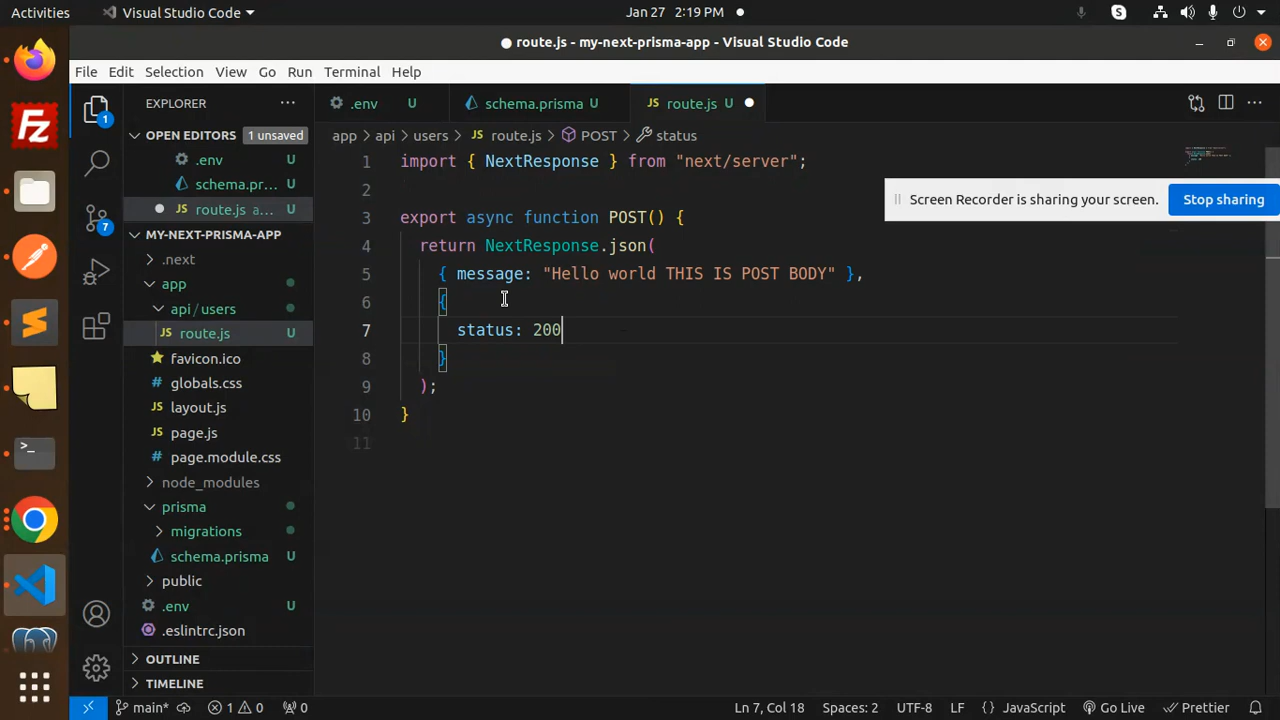 Activities
Visual Studio Code
Jan 27 2:19 PM
route.js - my-next-prisma-app - Visual Studio Code
File Edit Selection View Go Run Terminal Help
EXPLORER
.env U
schema.prisma U
route.js U
OPEN EDITORS 1 unsaved
app > api > users > route.js > POST > status
.env U
schema.pr... U
route.js a... U
MY-NEXT-PRISMA-APP
.next
app
api / users
route.js U
favicon.ico
globals.css
layout.js
page.js
page.module.css
node_modules
prisma
migrations
schema.prisma U
public
.env U
.eslintrc.json
OUTLINE
TIMELINE
1 import { NextResponse } from "next/server";
2
3 export async function POST() {
4 return NextResponse.json(
5 { message: "Hello world THIS IS POST BODY" },
6 {
7 status: 200
8 }
9 );
10 }
11
Screen Recorder is sharing your screen. Stop sharing
1
7
Fz
main*
1 0
0
Ln 7, Col 18
Spaces: 2
UTF-8
LF
{ } JavaScript
Go Live
Prettier